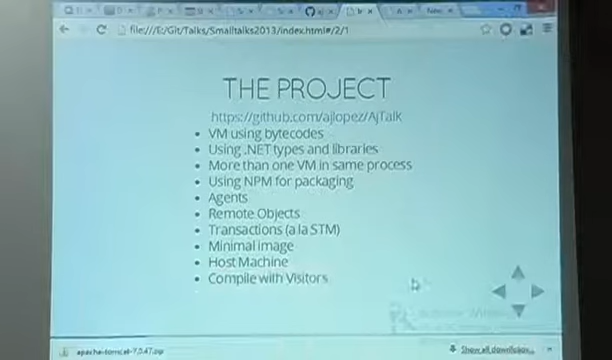 file:///E:/Git/Talks/Smalltalks2013/index.html#/2/1
THE PROJECT
https://github.com/ajlopez/AjTalk
• VM using bytecodes
• Using .NET types and libraries
• More than one VM in same process
• Using NPM for packaging
• Agents
• Remote Objects
• Transactions (a la STM)
• Minimal image
• Host Machine
• Compile with Visitors
apache-tomcat-7.0.47.zip
Show all downloads...